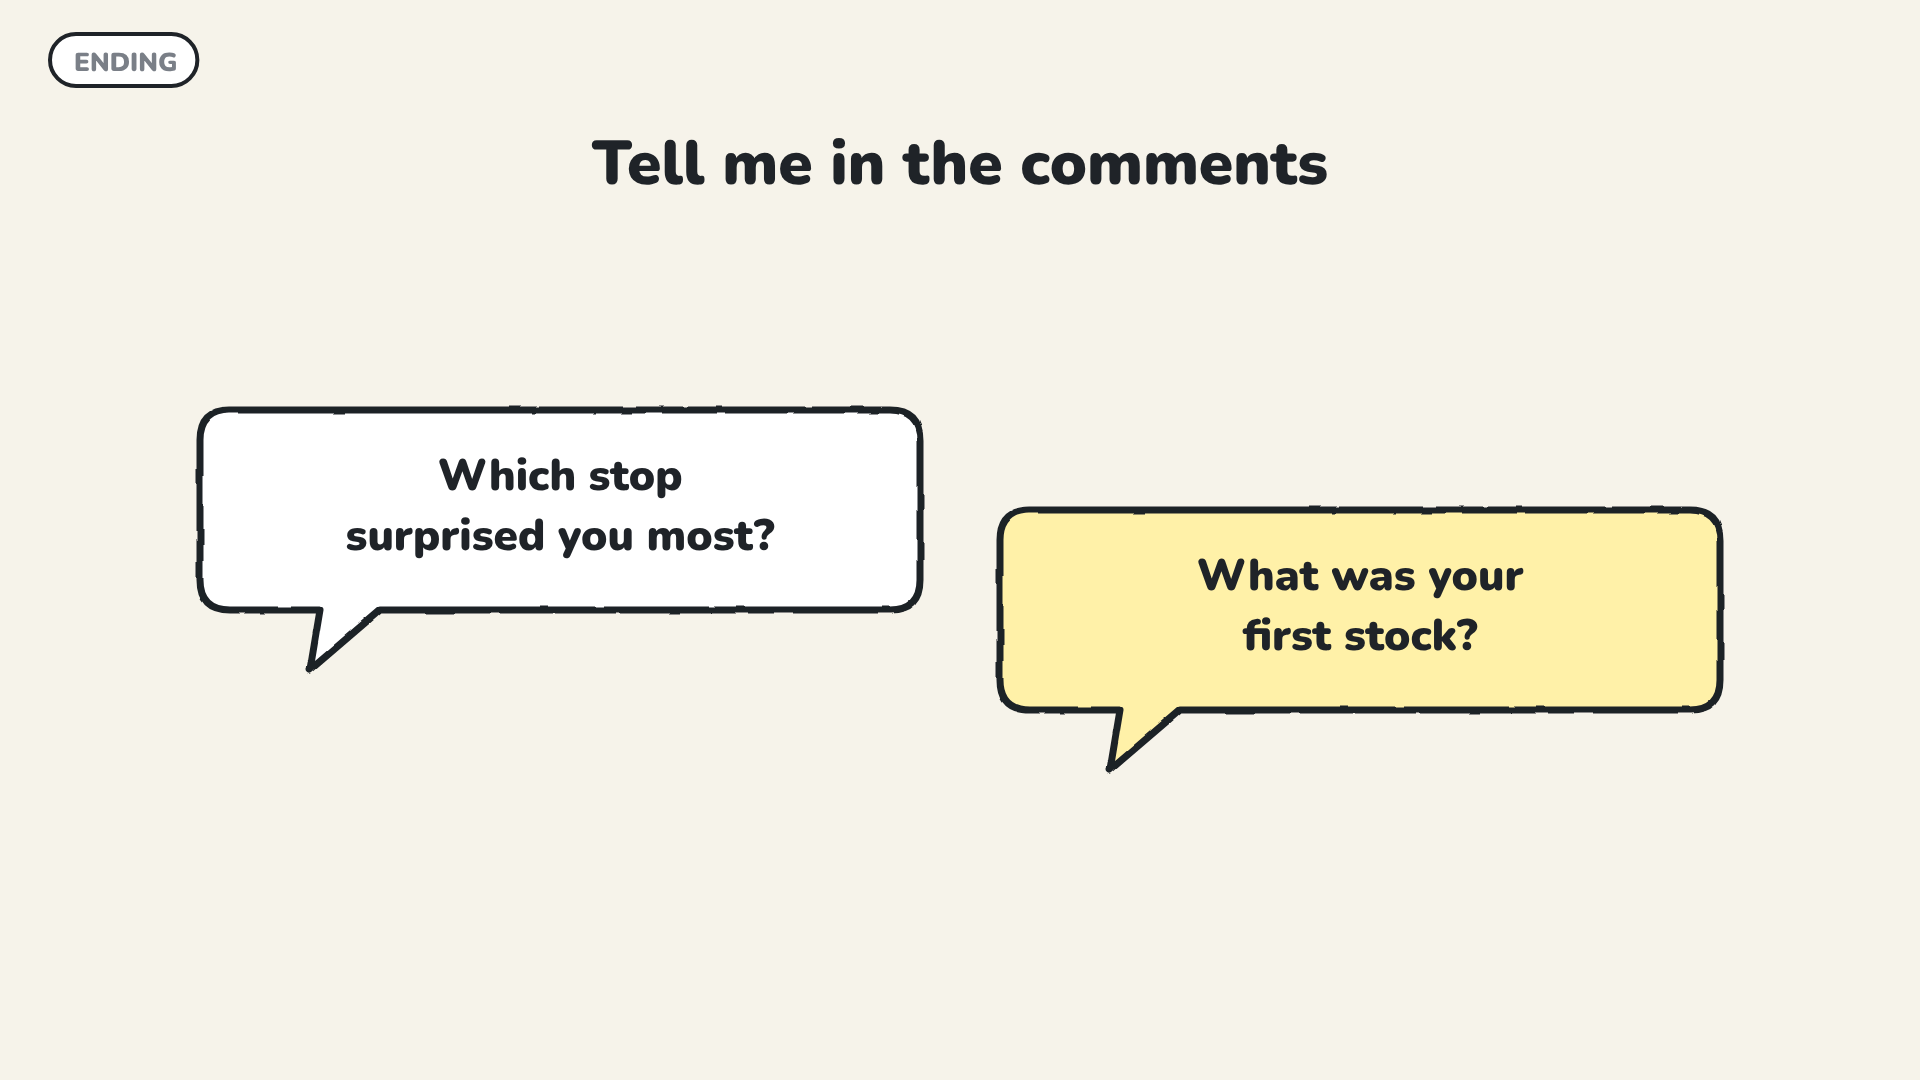 ENDING
Tell me in the comments
Which stop
surprised you most?
What was your
first stock?